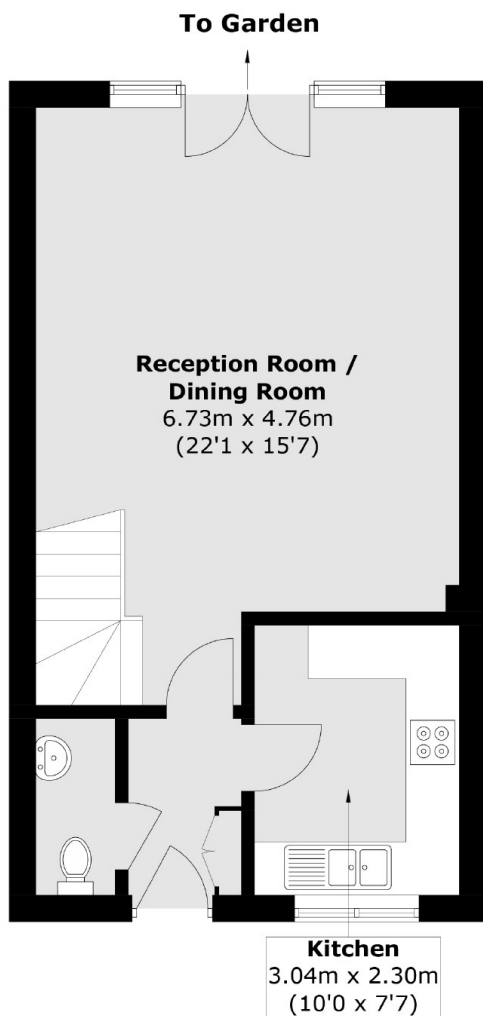 To Garden
Reception Room /
Dining Room
6.73m x 4.76m
(22'1 x 15'7)
Kitchen
3.04m x 2.30m
(10'0 x 7'7)